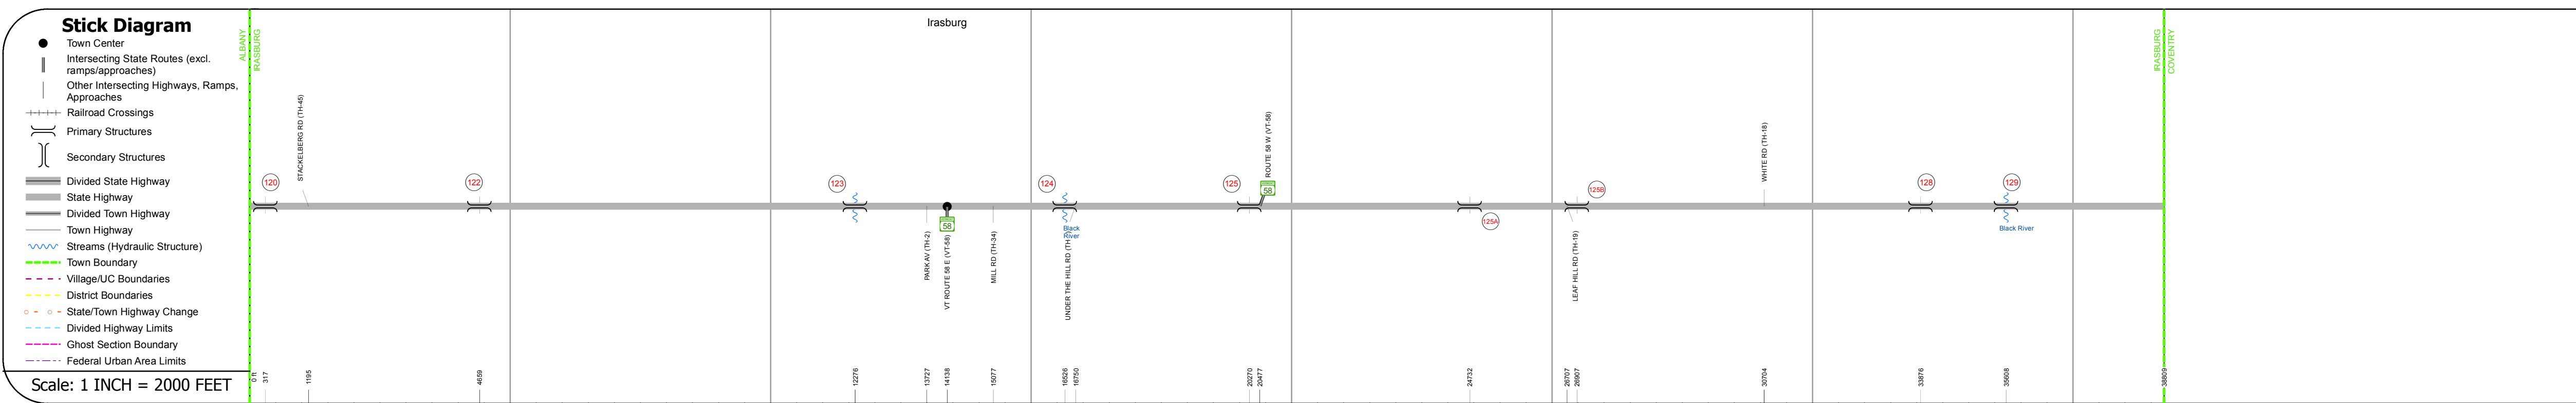 Stick Diagram
Town Center
Intersecting State Routes (excl.
ramps/approaches)
Other Intersecting Highways, Ramps,
Approaches
Railroad Crossings
Primary Structures
Secondary Structures
Divided State Highway
State Highway
Divided Town Highway
Town Highway
Streams (Hydraulic Structure)
Town Boundary
Village/UC Boundaries
District Boundaries
State/Town Highway Change
Divided Highway Limits
Ghost Section Boundary
Federal Urban Area Limits
Scale: 1 INCH = 2000 FEET
Irasburg
ALBANY
IRASBURG
IRASBURG
COVENTRY
STACKELBERG RD (TH-45)
ROUTE 58 W (VT-58)
WHITE RD (TH-18)
120
122
123
124
125
58
125A
125B
128
129
58
Black
River
Black River
PARK AV (TH-2)
VT ROUTE 58 E (VT-58)
MILL RD (TH-34)
UNDER THE HILL RD (TH-
LEAF HILL RD (TH-19)
0 ft
317
1195
4659
12276
13727
14138
15077
16526
16750
20270
20477
24732
26707
26907
30704
33876
35608
38809